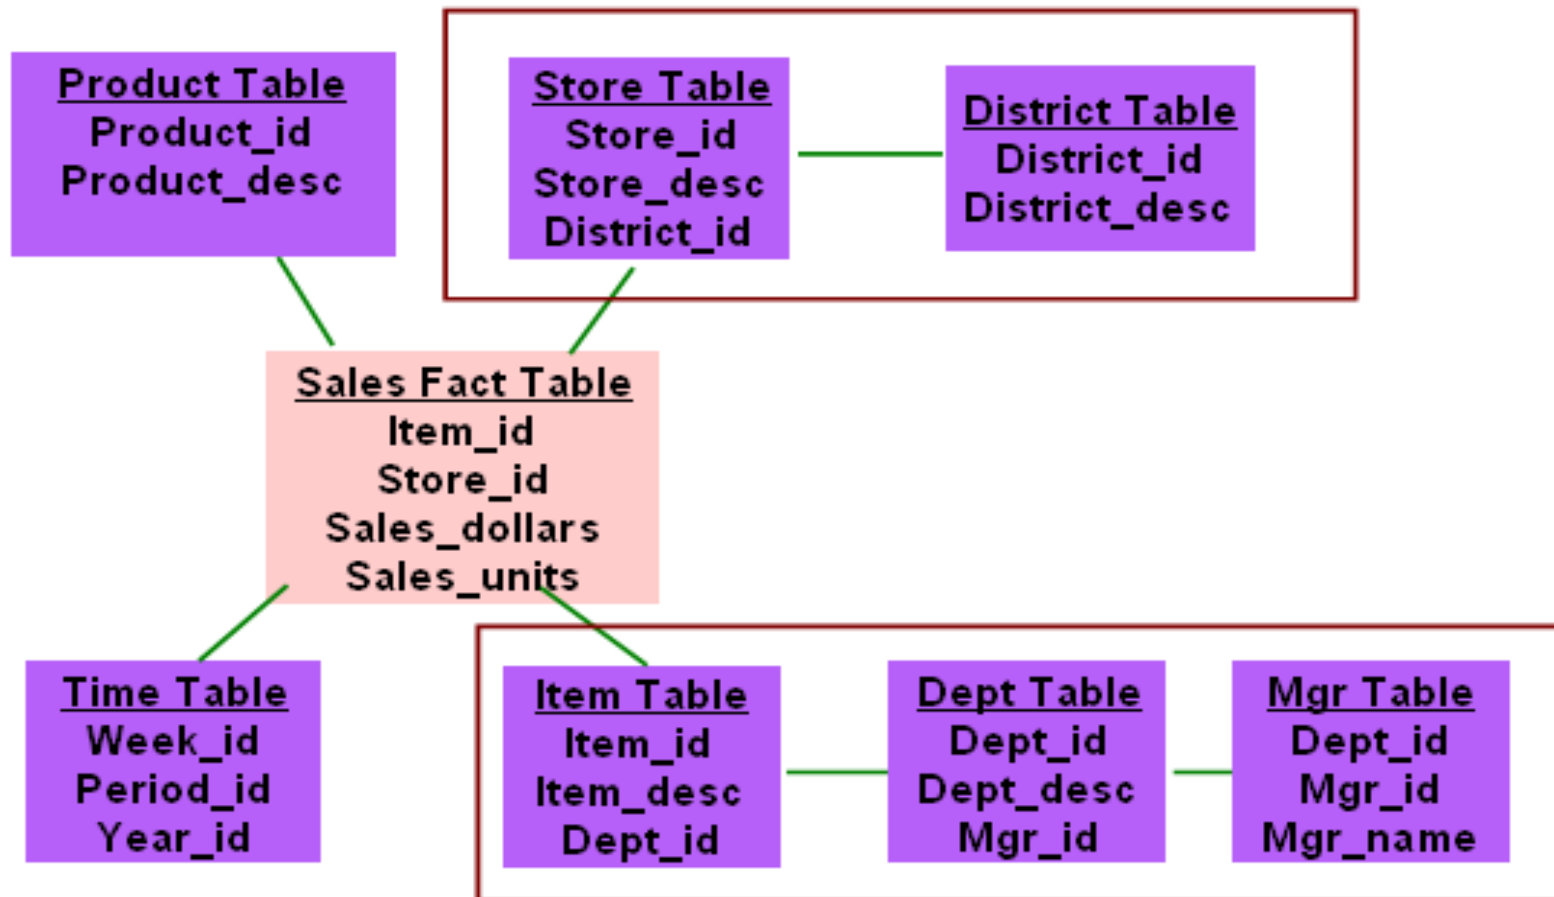 Product Table
Product_id
Product_desc
Store Table
Store_id
Store_desc
District_id
District Table
District_id
District_desc
Sales Fact Table
Item_id
Store_id
Sales_dollars
Sales_units
Time Table
Week_id
Period_id
Year_id
Item Table
Item_id
Item_desc
Dept_id
Dept Table
Dept_id
Dept_desc
Mgr_id
Mgr Table
Dept_id
Mgr_id
Mgr_name